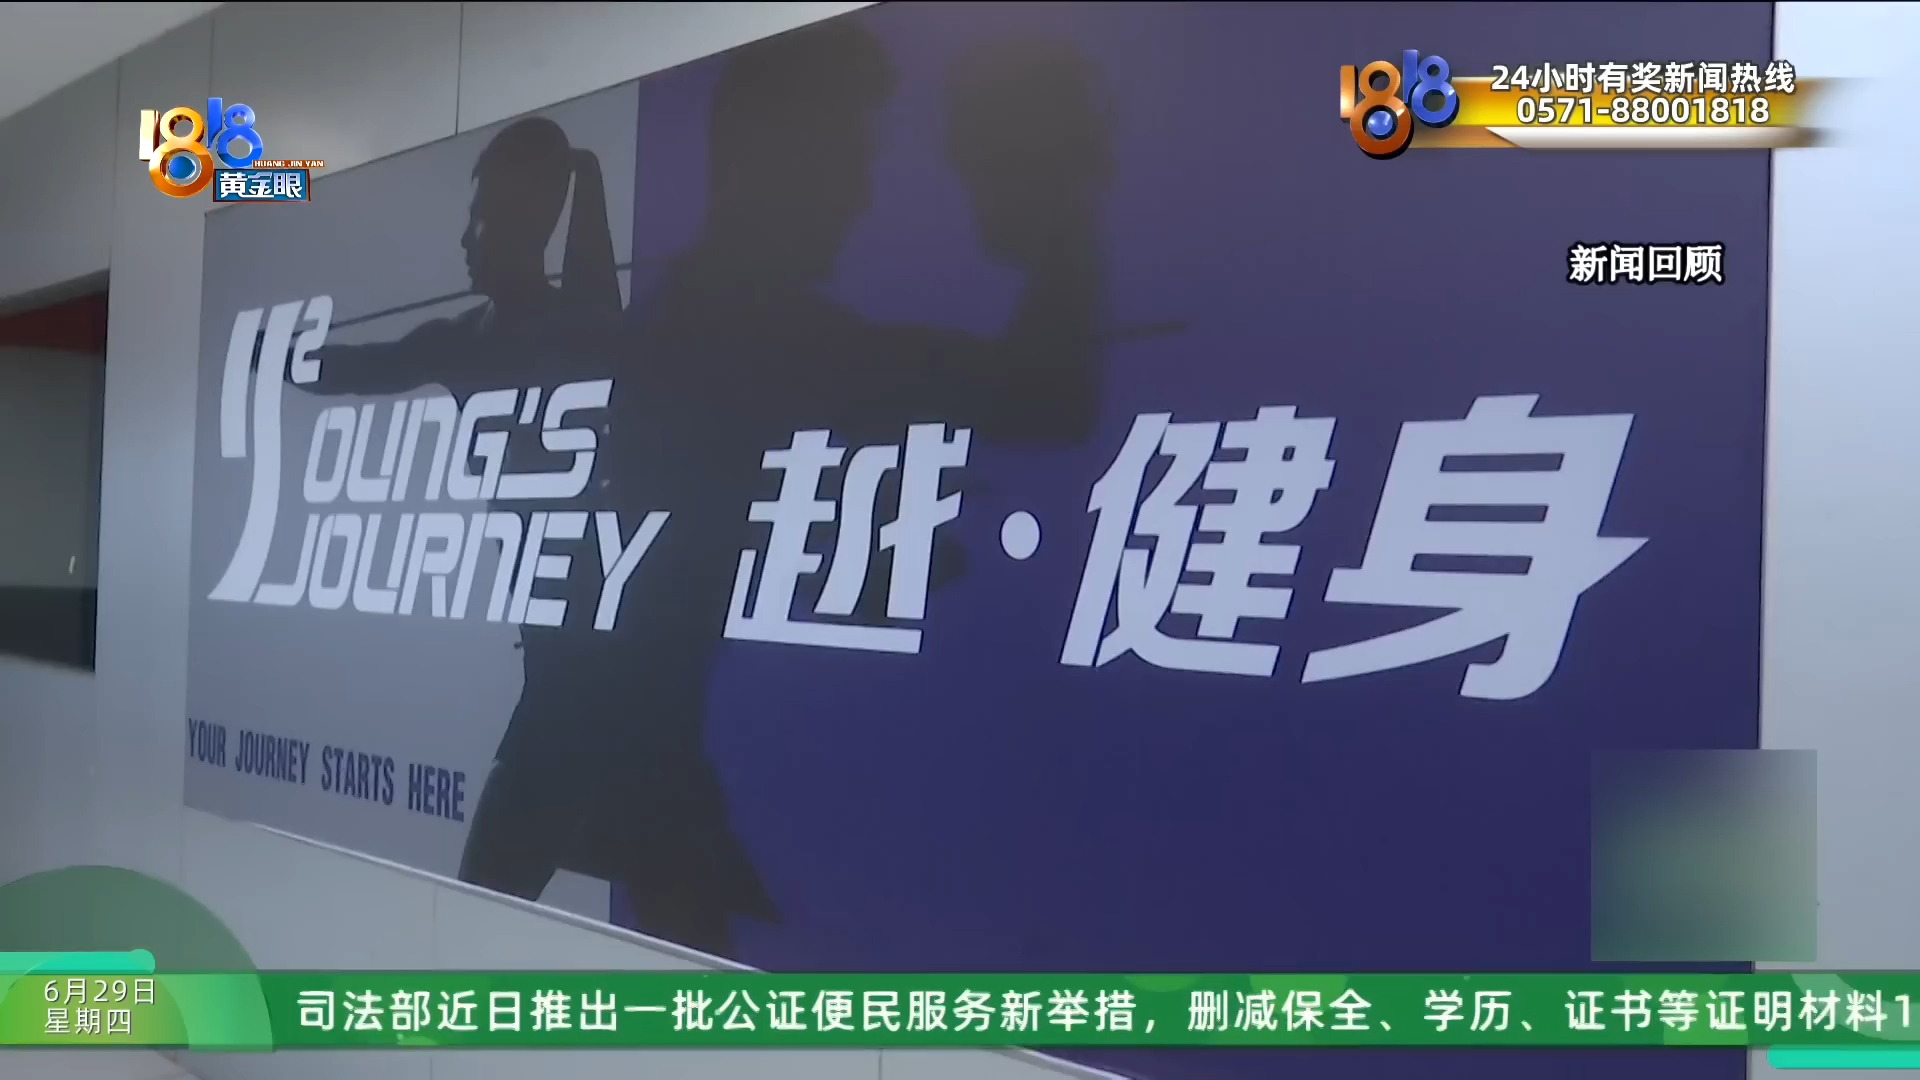 1818
HUANG JIN YAN
黄金眼
1818
24小时有奖新闻热线
0571-88001818
新闻回顾
Y² OUNG'S
JOURNEY
越·健身
YOUR JOURNEY STARTS HERE
6月29日
星期四
司法部近日推出一批公证便民服务新举措，删减保全、学历、证书等证明材料1